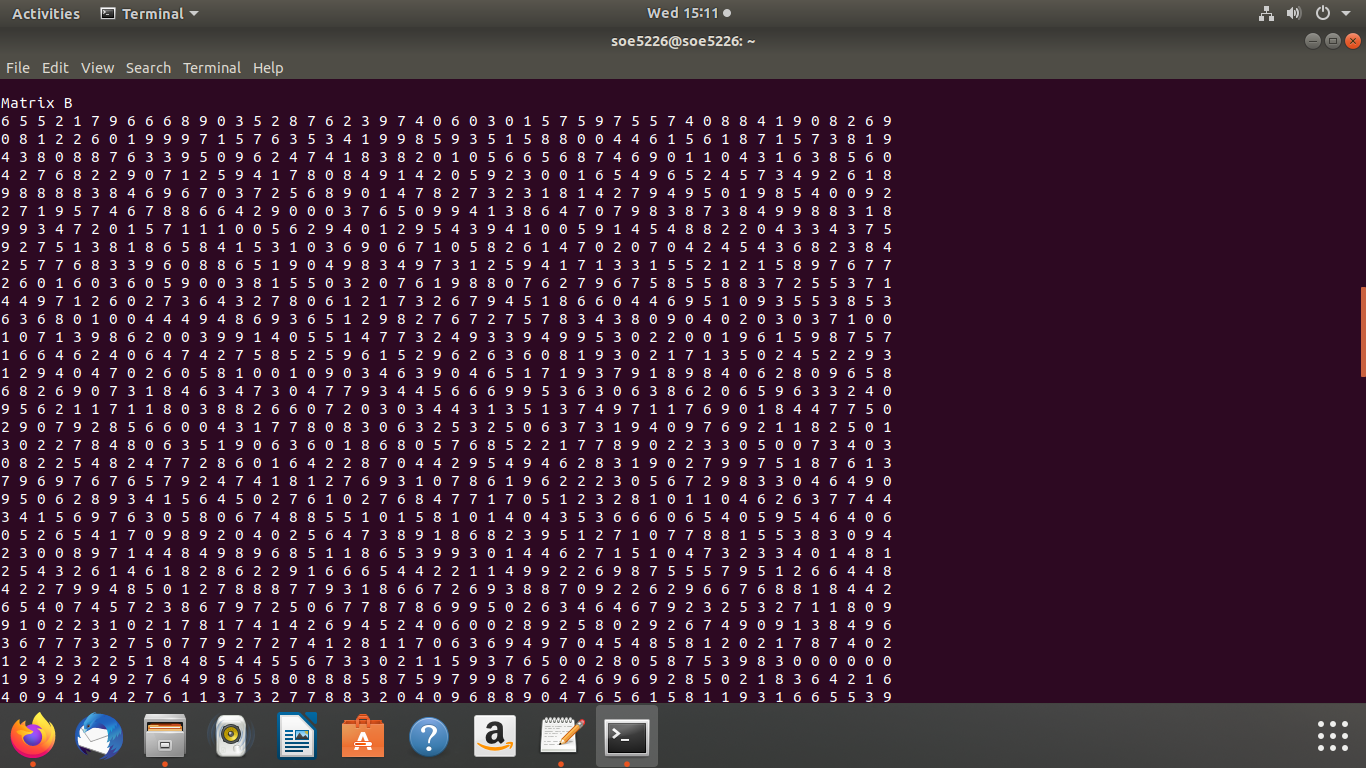 Activities Terminal Wed 15:11
soe5226@soe5226: ~
File Edit View Search Terminal Help
Matrix B
6 5 5 2 1 7 9 6 6 6 8 9 0 3 5 2 8 7 6 2 3 9 7 4 0 6 0 3 0 1 5 7 5 9 7 5 5 7 4 0 8 8 4 1 9 0 8 2 6 9
0 8 1 2 2 6 0 1 9 9 9 7 1 5 7 6 3 5 3 4 1 9 9 8 5 9 3 5 1 5 8 8 0 0 4 4 6 1 5 6 1 8 7 1 5 7 3 8 1 9
4 3 8 0 8 8 7 6 3 3 9 5 0 9 6 2 4 7 4 1 8 3 8 2 0 1 0 5 6 6 5 6 8 7 4 6 9 0 1 1 0 4 3 1 6 3 8 5 6 0
4 2 7 6 8 2 2 9 0 7 1 2 5 9 4 1 7 8 0 8 4 9 1 4 2 0 5 9 2 3 0 0 1 6 5 4 9 6 5 2 4 5 7 3 4 9 2 6 1 8
9 8 8 8 8 3 8 4 6 9 6 7 0 3 7 2 5 6 8 9 0 1 4 7 8 2 7 3 2 3 1 8 1 4 2 7 9 4 9 5 0 1 9 8 5 4 0 0 9 2
2 7 1 9 5 7 4 6 7 8 8 6 6 4 2 9 0 0 0 3 7 6 5 0 9 9 4 1 3 8 6 4 7 0 7 9 8 3 8 7 3 8 4 9 9 8 8 3 1 8
9 9 3 4 7 2 0 1 5 7 1 1 1 0 0 5 6 2 9 4 0 1 2 9 5 4 3 9 4 1 0 0 5 9 1 4 5 4 8 8 2 2 0 4 3 3 4 3 7 5
9 2 7 5 1 3 8 1 8 6 5 8 4 1 5 3 1 0 3 6 9 0 6 7 1 0 5 8 2 6 1 4 7 0 2 0 7 0 4 2 4 5 4 3 6 8 2 3 8 4
2 5 7 7 6 8 3 3 9 6 0 8 8 6 5 1 9 0 4 9 8 3 4 9 7 3 1 2 5 9 4 1 7 1 3 3 1 5 5 2 1 2 1 5 8 9 7 6 7 7
2 6 0 1 6 0 3 6 0 5 9 0 0 3 8 1 5 5 0 3 2 0 7 6 1 9 8 8 0 7 6 2 7 9 6 7 5 8 5 5 8 8 3 7 2 5 5 3 7 1
4 4 9 7 1 2 6 0 2 7 3 6 4 3 2 7 8 0 6 1 2 1 7 3 2 6 7 9 4 5 1 8 6 6 0 4 4 6 9 5 1 0 9 3 5 5 3 8 5 3
6 3 6 8 0 1 0 0 4 4 4 9 4 8 6 9 3 6 5 1 2 9 8 2 7 6 7 2 7 5 7 8 3 4 3 8 0 9 0 4 0 2 0 3 0 3 7 1 0 0
1 0 7 1 3 9 8 6 2 0 0 3 9 9 1 4 0 5 5 1 4 7 7 3 2 4 9 3 3 9 4 9 9 5 3 0 2 2 0 0 1 9 6 1 5 9 8 7 5 7
1 6 6 4 6 2 4 0 6 4 7 4 2 7 5 8 5 2 5 9 6 1 5 2 9 6 2 6 3 6 0 8 1 9 3 0 2 1 7 1 3 5 0 2 4 5 2 2 9 3
1 2 9 4 0 4 7 0 2 6 0 5 8 1 0 0 1 0 9 0 3 4 6 3 9 0 4 6 5 1 7 1 9 3 7 9 1 8 9 8 4 0 6 2 8 0 9 6 5 8
6 8 2 6 9 0 7 3 1 8 4 6 3 4 7 3 0 4 7 7 9 3 4 4 5 6 6 6 9 9 5 3 6 3 0 6 3 8 6 2 0 6 5 9 6 3 3 2 4 0
9 5 6 2 1 1 7 1 1 8 0 3 8 8 2 6 6 0 7 2 0 3 0 3 4 4 3 1 3 5 1 3 7 4 9 7 1 1 7 6 9 0 1 8 4 4 7 7 5 0
2 9 0 7 9 2 8 5 6 6 0 0 4 3 1 7 7 8 0 8 3 0 6 3 2 5 3 2 5 0 6 3 7 3 1 9 4 0 9 7 6 9 2 1 1 8 2 5 0 1
3 0 2 2 7 8 4 8 0 6 3 5 1 9 0 6 3 6 0 1 8 6 8 0 5 7 6 8 5 2 2 1 7 7 8 9 0 2 2 3 3 0 5 0 0 7 3 4 0 3
0 8 2 2 5 4 8 2 4 7 7 2 8 6 0 1 6 4 2 2 8 7 0 4 4 2 9 5 4 9 4 6 2 8 3 1 9 0 2 7 9 9 7 5 1 8 7 6 1 3
7 9 6 9 7 6 7 6 5 7 9 2 4 7 4 1 8 1 2 7 6 9 3 1 0 7 8 6 1 9 6 2 2 2 3 0 5 6 7 2 9 8 3 3 0 4 6 4 9 0
9 5 0 6 2 8 9 3 4 1 5 6 4 5 0 2 7 6 1 0 2 7 6 8 4 7 7 1 7 0 5 1 2 3 2 8 1 0 1 1 0 4 6 2 6 3 7 7 4 4
3 4 1 5 6 9 7 6 3 0 5 8 0 6 7 4 8 8 5 5 1 0 1 5 8 1 0 1 4 0 4 3 5 3 6 6 6 0 6 5 4 0 5 9 5 4 6 4 0 6
0 5 2 6 5 4 1 7 0 9 8 9 2 0 4 0 2 5 6 4 7 3 8 9 1 8 6 8 2 3 9 5 1 2 7 1 0 7 7 8 8 1 5 5 3 8 3 0 9 4
2 3 0 0 8 9 7 1 4 4 8 4 9 8 9 6 8 5 1 1 8 6 5 3 9 9 3 0 1 4 4 6 2 7 1 5 1 0 4 7 3 2 3 3 4 0 1 4 8 1
2 5 4 3 2 6 1 4 6 1 8 2 8 6 2 2 9 1 6 6 6 5 4 4 2 2 1 1 4 9 9 2 2 6 9 8 7 5 5 5 7 9 5 1 2 6 6 4 4 8
4 2 2 7 9 9 4 8 5 0 1 2 7 8 8 8 7 7 9 3 1 8 6 6 7 2 6 9 3 8 8 7 0 9 2 2 6 2 9 6 6 7 6 8 8 1 8 4 4 2
6 5 4 0 7 4 5 7 2 3 8 6 7 9 7 2 5 0 6 7 7 8 7 8 6 9 9 5 0 2 6 3 4 6 4 6 7 9 2 3 2 5 3 2 7 1 1 8 0 9
9 1 0 2 2 3 1 0 2 1 7 8 1 7 4 1 4 2 6 9 4 5 2 4 0 6 0 0 2 8 9 2 5 8 0 2 9 2 6 7 4 9 0 9 1 3 8 4 9 6
3 6 7 7 7 3 2 7 5 0 7 7 9 2 7 2 7 4 1 2 8 1 1 7 0 6 3 6 9 4 9 7 0 4 5 4 8 5 8 1 2 0 2 1 7 8 7 4 0 2
1 2 4 2 3 2 2 5 1 8 4 8 5 4 4 5 5 6 7 3 3 0 2 1 1 5 9 3 7 6 5 0 0 2 8 0 5 8 7 5 3 9 8 3 0 0 0 0 0 0
1 9 3 9 2 4 9 2 7 6 4 9 8 6 5 8 0 8 8 8 5 8 7 5 9 7 9 9 8 7 6 2 4 6 9 6 9 2 8 5 0 2 1 8 3 6 4 2 1 6
4 0 9 4 1 9 4 2 7 6 1 1 3 7 3 2 7 7 8 8 3 2 0 4 0 9 6 8 8 9 0 4 7 6 5 6 1 5 8 1 1 9 3 1 6 6 5 5 3 9